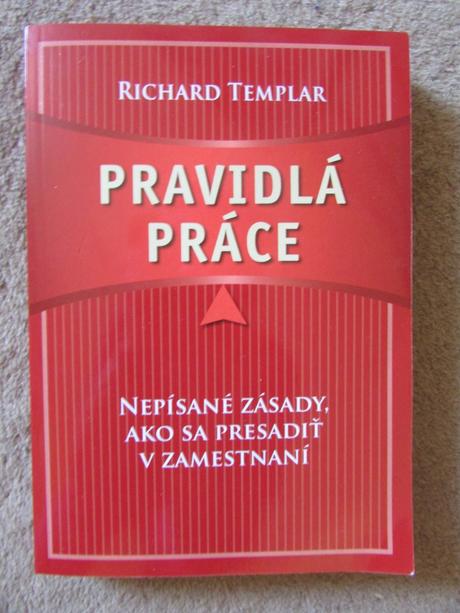 RICHARD TEMPLAR
PRAVIDLÁ
PRÁCE
NEPÍSANÉ ZÁSADY,
AKO SA PRESADIŤ
V ZAMESTNANÍ